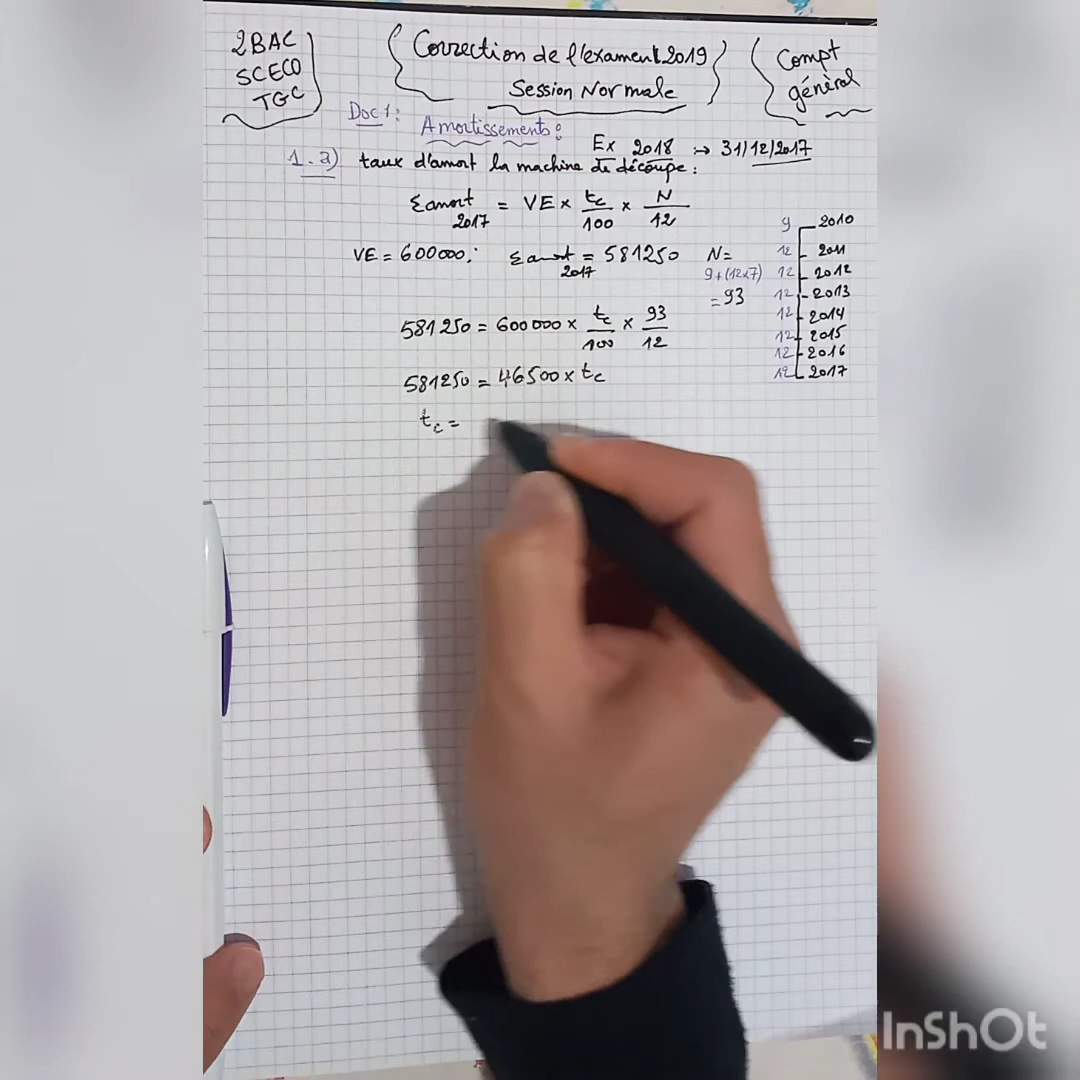 2BAC
SCECO
TGC
Correction de l'examen 2019
Session Normale
Compt
général
Doc 1:
Amortissements:
Ex 2018 → 31/12/2017
1.a) taux d'amort la machine de découpe:
Σamort 2017 = VE × tc/100 × N/12
VE = 600000; Σamort 2017 = 581250 N=
9+(12×7)
= 93
9 2010
12 2011
12 2012
12 2013
12 2014
12 2015
12 2016
12 2017
581250 = 600000 × tc/100 × 93/12
581250 = 46500 × tc
tc =
InShOt